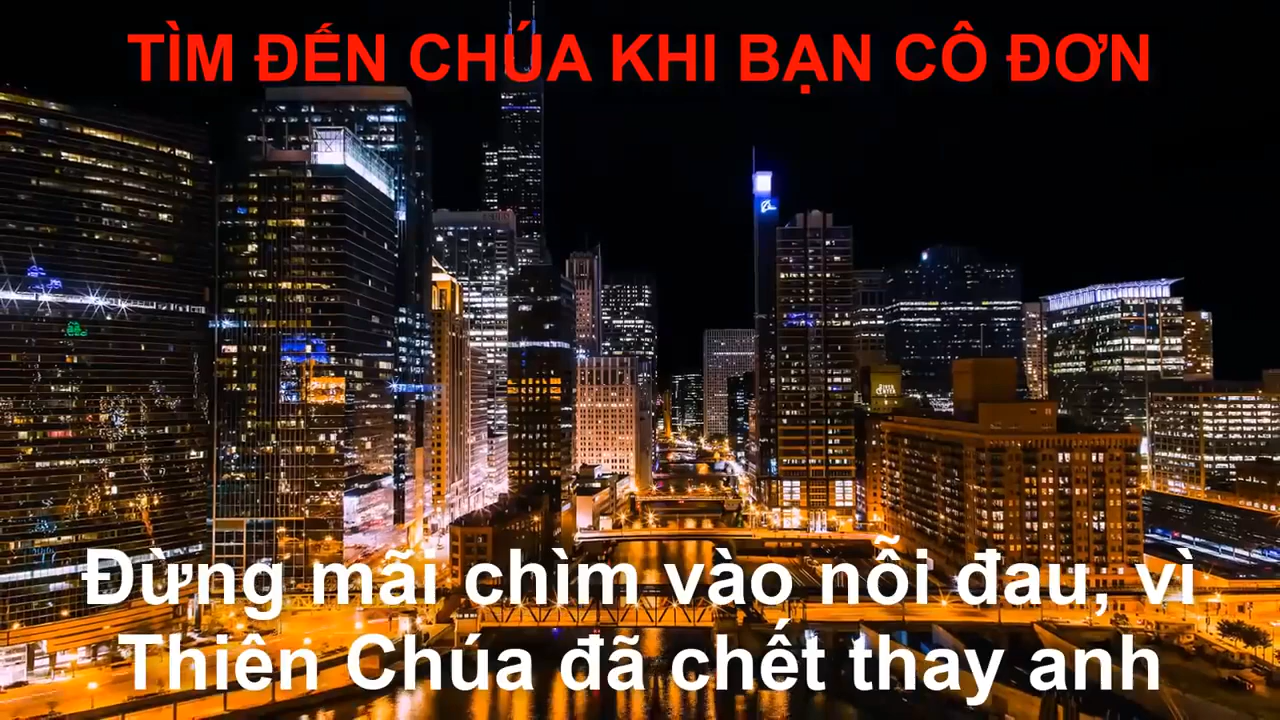 TÌM ĐẾN CHÚA KHI BẠN CÔ ĐƠN
Đừng mãi chìm vào nỗi đau, vì
Thiên Chúa đã chết thay anh